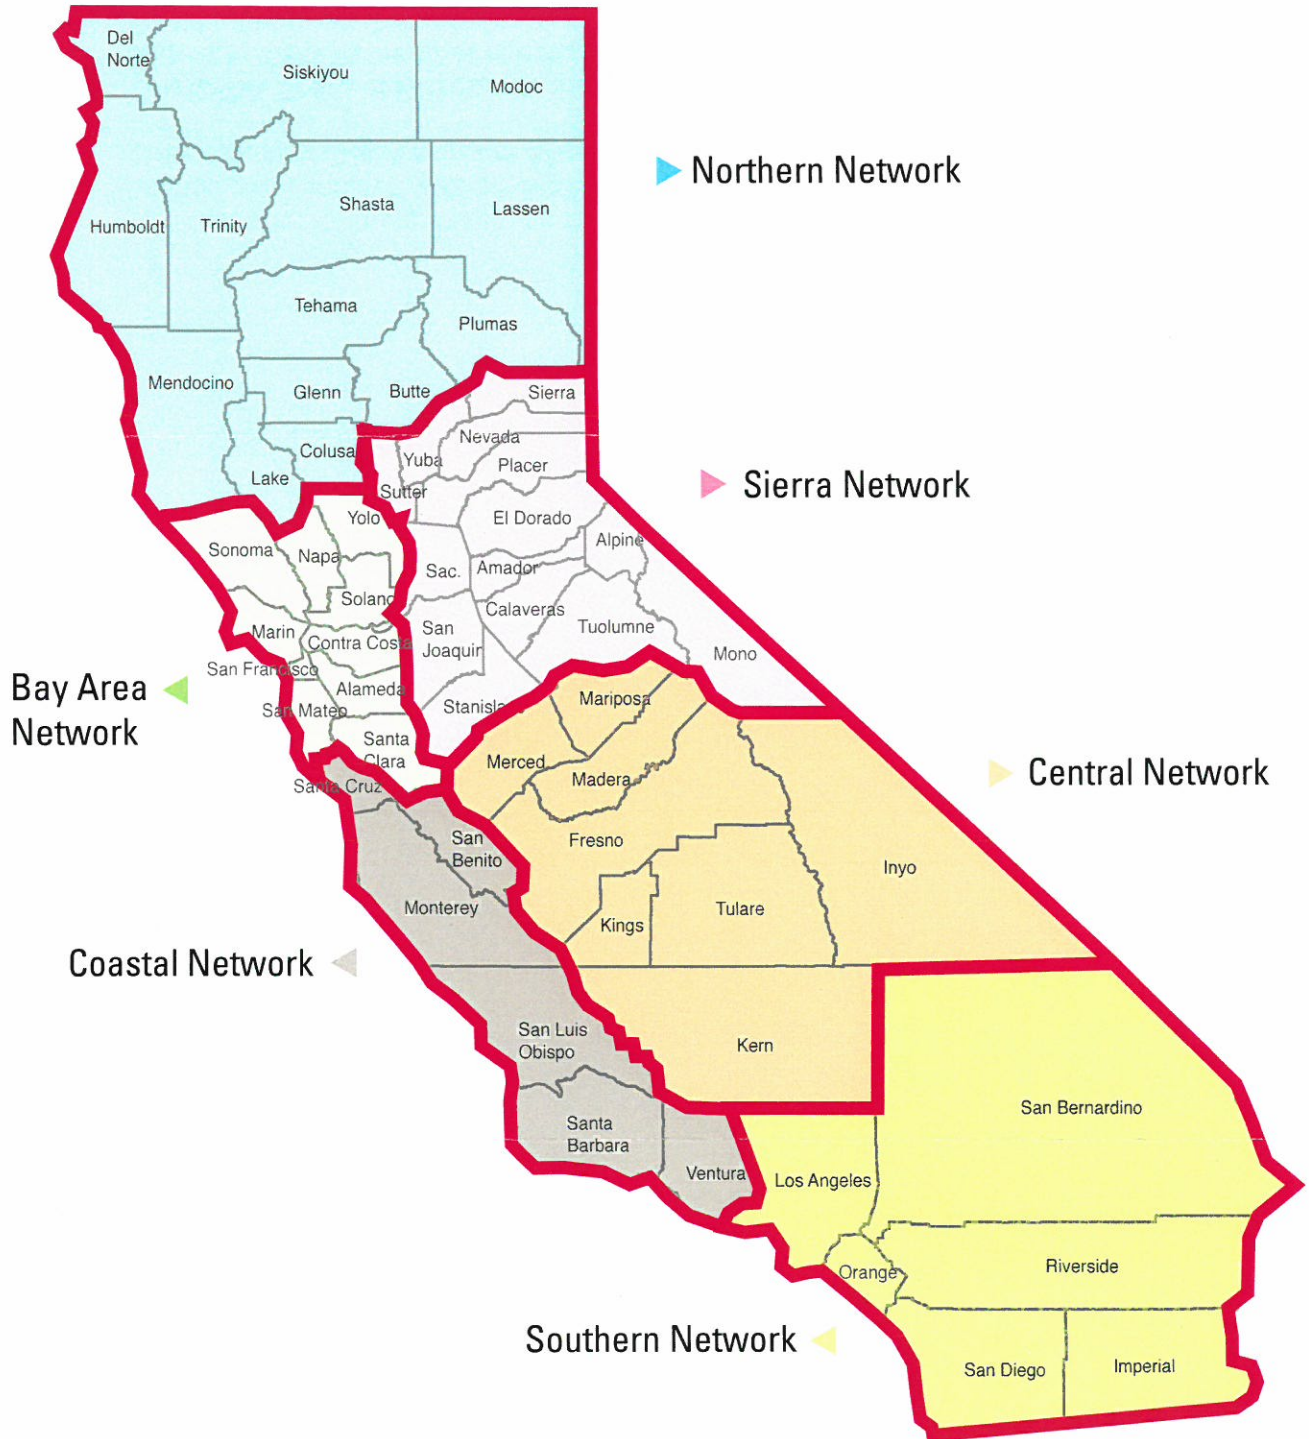 Del
Norte
Siskiyou
Modoc
Northern Network
Humboldt
Trinity
Shasta
Lassen
Tehama
Plumas
Mendocino
Glenn
Butte
Sierra
Colusa
Nevada
Yuba
Placer
Lake
Sutter
Sierra Network
Yolo
El Dorado
Sonoma
Napa
Alpine
Sac.
Amador
Solano
Calaveras
Marin
Contra Costa
San
Joaquin
Tuolumne
Mono
San Francisco
Alameda
Bay Area
Network
San Mateo
Stanisla
Mariposa
Santa
Clara
Merced
Madera
Central Network
Santa Cruz
San
Benito
Fresno
Inyo
Monterey
Kings
Tulare
Coastal Network
San Luis
Obispo
Kern
San Bernardino
Santa
Barbara
Ventura
Los Angeles
Orange
Riverside
Southern Network
San Diego
Imperial